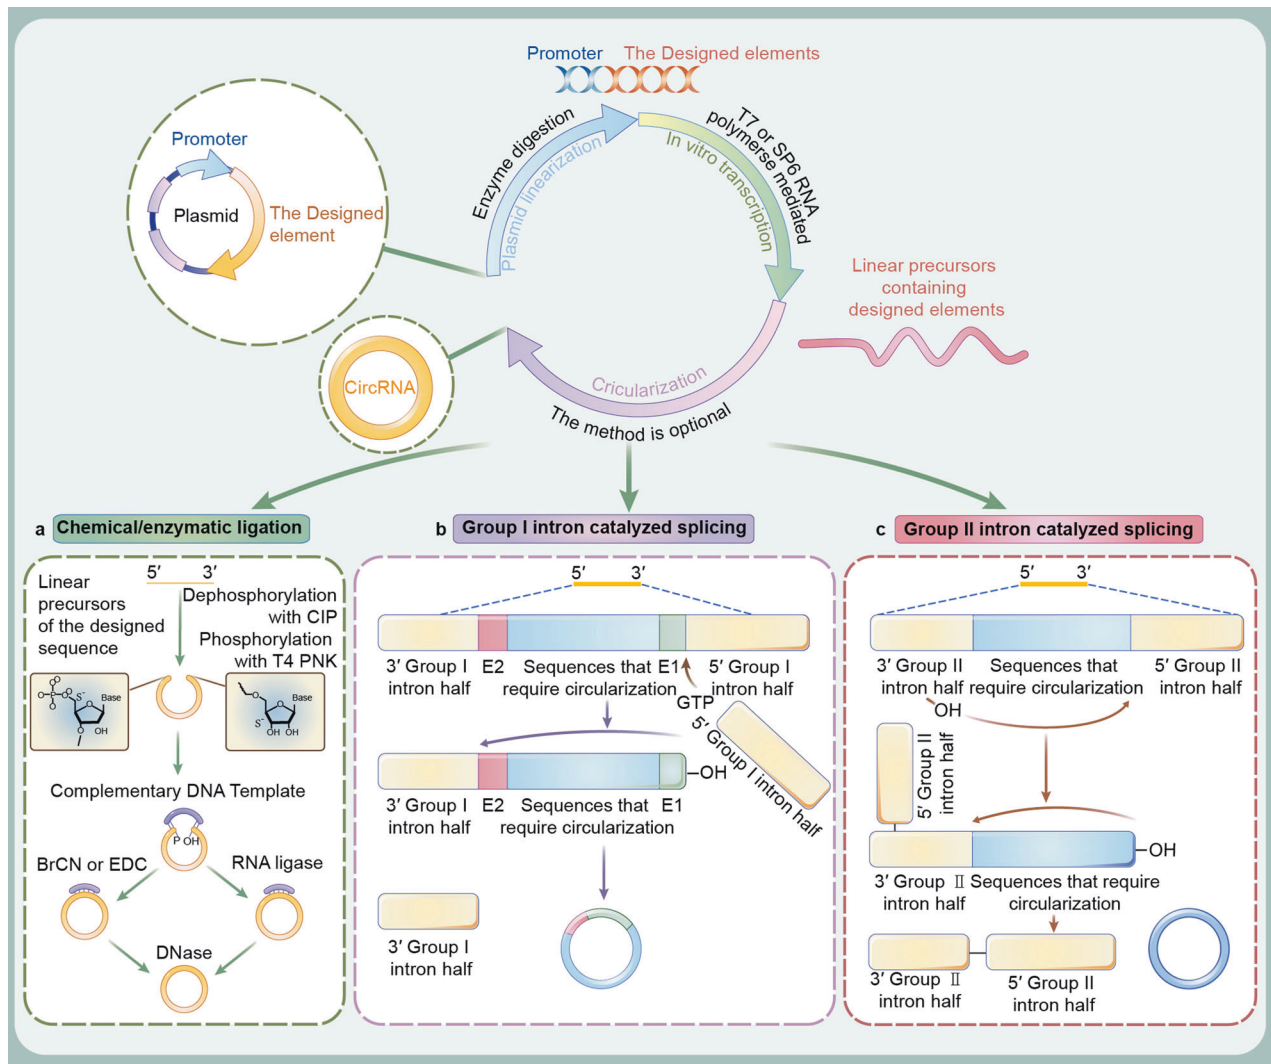 Promoter The Designed elements
Enzyme digestion
Plasmid linearization
T7 or SP6 RNA
polymerse mediated
In vitro transcription
Promoter
Plasmid
The Designed
element
Linear precursors
containing
designed elements
CircRNA
Cricularization
The method is optional
a Chemical/enzymatic ligation
b Group I intron catalyzed splicing
c Group II intron catalyzed splicing
5′ 3′
Linear
precursors
of the designed
sequence
Dephosphorylation
with CIP
Phosphorylation
with T4 PNK
O
O P O
O
S⁻
O
Base
O OH
O
O
Base
S⁻
OH OH
Complementary DNA Template
P OH
BrCN or EDC
RNA ligase
DNase
5′ 3′
3′ Group I
intron half
E2
Sequences that
require circularization
E1
5′ Group I
intron half
GTP
5′ Group I intron half
OH
3′ Group I
intron half
E2
Sequences that
require circularization
E1
3′ Group I
intron half
5′ 3′
3′ Group II
intron half
Sequences that
require circularization
5′ Group II
intron half
OH
5′ Group II
intron half
OH
3′ Group II
intron half
Sequences that require
circularization
3′ Group II
intron half
5′ Group II
intron half